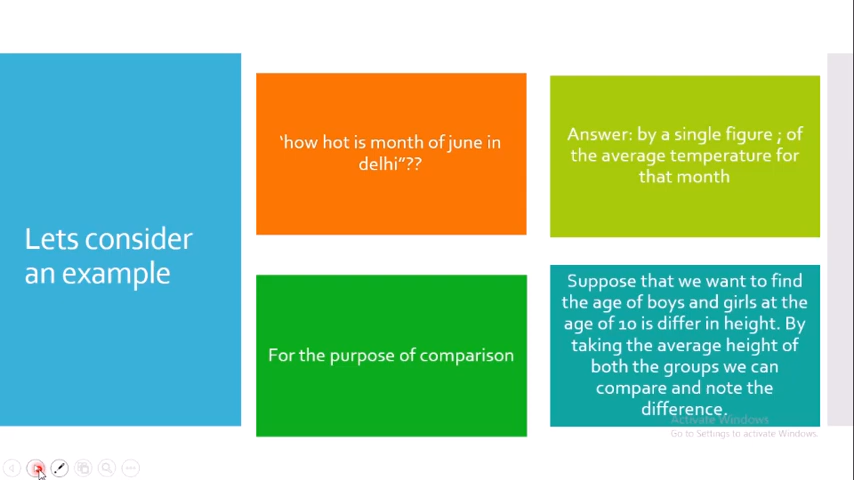 Lets consider
an example
‘how hot is month of june in
delhi”??
Answer: by a single figure ; of
the average temperature for
that month
For the purpose of comparison
Suppose that we want to find
the age of boys and girls at the
age of 10 is differ in height. By
taking the average height of
both the groups we can
compare and note the
difference.
Activate Windows
Go to Settings to activate Windows.